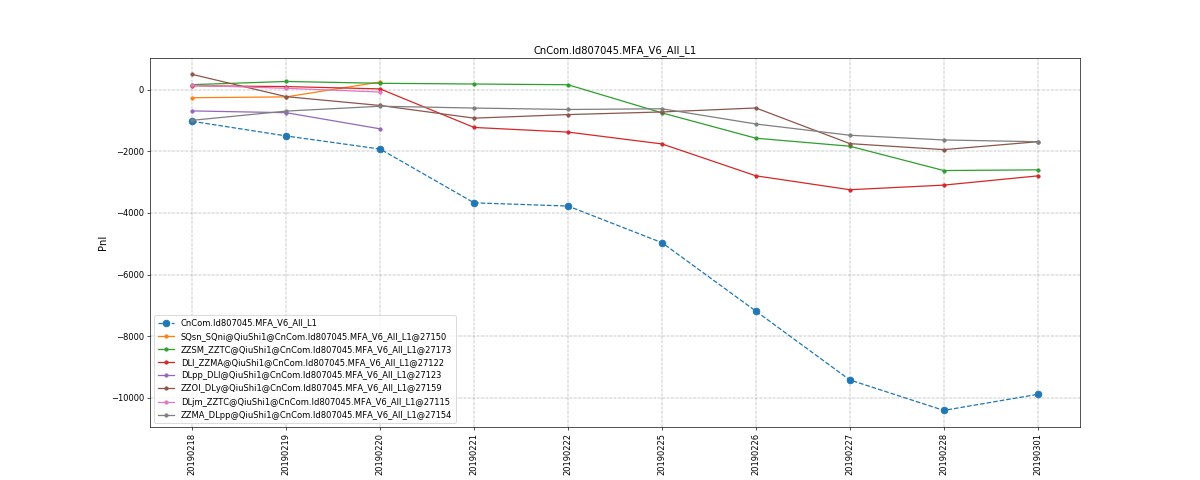 CnCom.Id807045.MFA_V6_All_L1
Pnl
0
−2000
−4000
−6000
−8000
−10000
CnCom.Id807045.MFA_V6_All_L1
SQsn_SQni@QiuShi1@CnCom.Id807045.MFA_V6_All_L1@27150
ZZSM_ZZTC@QiuShi1@CnCom.Id807045.MFA_V6_All_L1@27173
DLl_ZZMA@QiuShi1@CnCom.Id807045.MFA_V6_All_L1@27122
DLpp_DLl@QiuShi1@CnCom.Id807045.MFA_V6_All_L1@27123
ZZOI_DLy@QiuShi1@CnCom.Id807045.MFA_V6_All_L1@27159
DLjm_ZZTC@QiuShi1@CnCom.Id807045.MFA_V6_All_L1@27115
ZZMA_DLpp@QiuShi1@CnCom.Id807045.MFA_V6_All_L1@27154
20190218
20190219
20190220
20190221
20190222
20190225
20190226
20190227
20190228
20190301